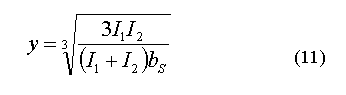 y = ∛(3I₁I₂ / ((I₁ + I₂)b_S)) (11)